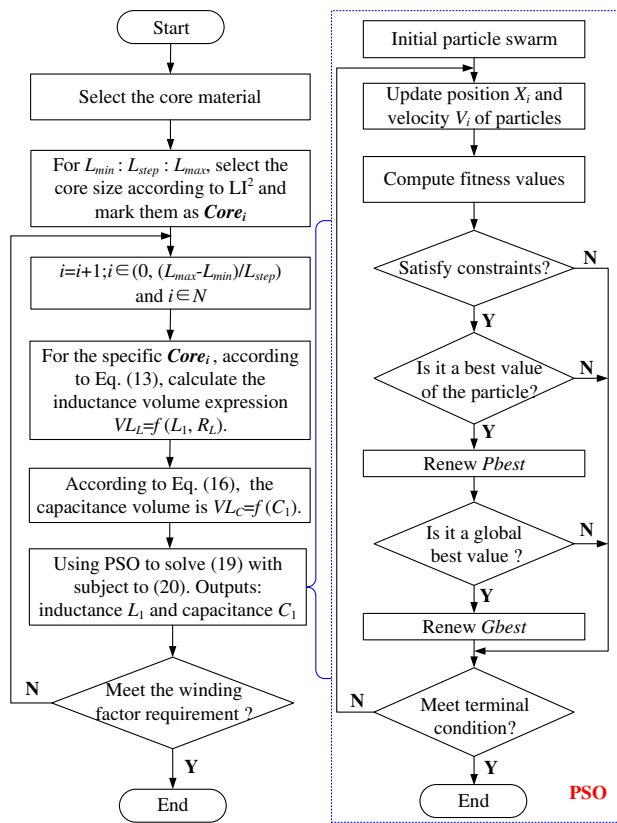 Start
Select the core material
For Lmin : Lstep : Lmax, select the
core size according to LI² and
mark them as Corei
i=i+1;i∈(0, (Lmax-Lmin)/Lstep)
and i∈N
For the specific Corei, according
to Eq. (13), calculate the
inductance volume expression
VLL=f (L1, RL).
According to Eq. (16), the
capacitance volume is VLC=f (C1).
Using PSO to solve (19) with
subject to (20). Outputs:
inductance L1 and capacitance C1
N
Meet the winding
factor requirement ?
Y
End
Initial particle swarm
Update position Xi and
velocity Vi of particles
Compute fitness values
Satisfy constraints?
N
Y
Is it a best value
of the particle?
N
Y
Renew Pbest
Is it a global
best value ?
N
Y
Renew Gbest
N
Meet terminal
condition?
Y
End
PSO